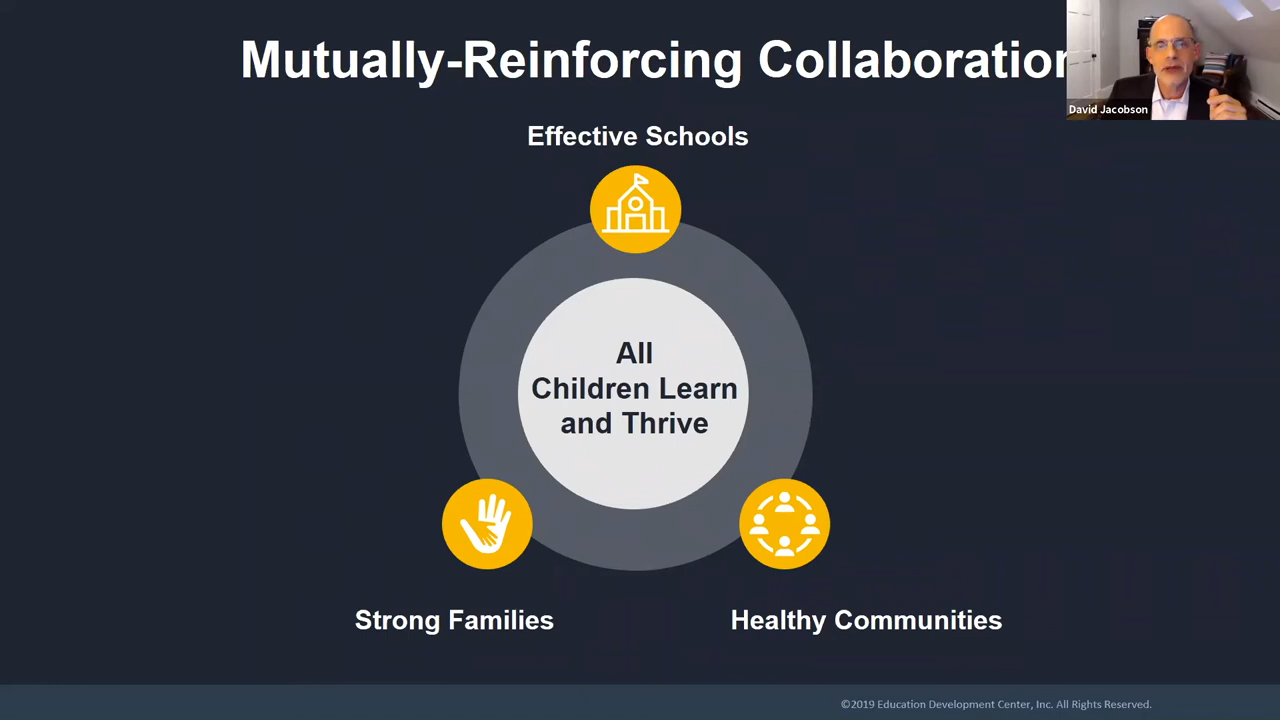 Mutually-Reinforcing Collaboration
David Jacobson
Effective Schools
All
Children Learn
and Thrive
Strong Families
Healthy Communities
©2019 Education Development Center, Inc. All Rights Reserved.